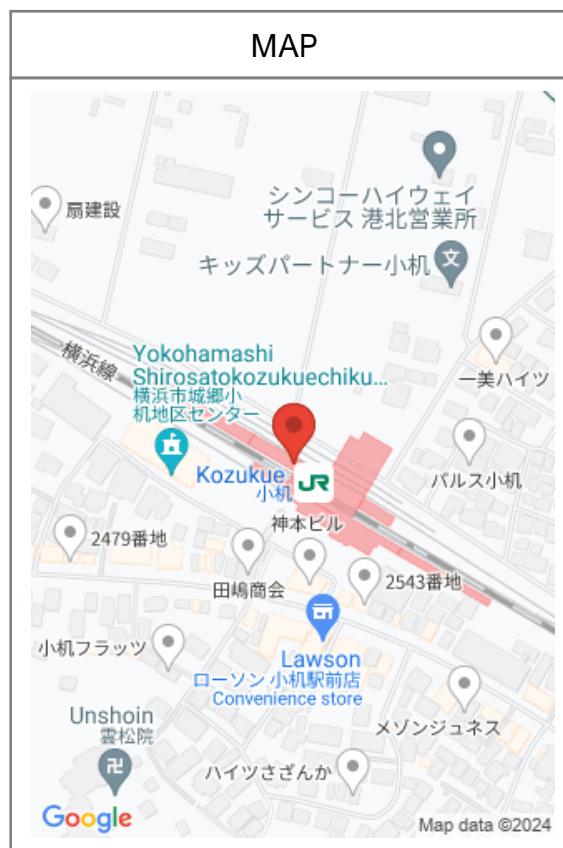 MAP
シンコーハイウェイ
サービス 港北営業所
扇建設
キッズパートナー小机
文
横浜線
Yokohamashi
Shirosatokozukuechiku...
横浜市城郷小
机地区センター
一美ハイツ
パルス小机
Kozukue
小机
JR
神本ビル
2479番地
田嶋商会
2543番地
小机フラッツ
Lawson
ローソン 小机駅前店
Convenience store
Unshoin
雲松院
卍
メゾンジュネス
ハイツさざんか
Google
Map data ©2024